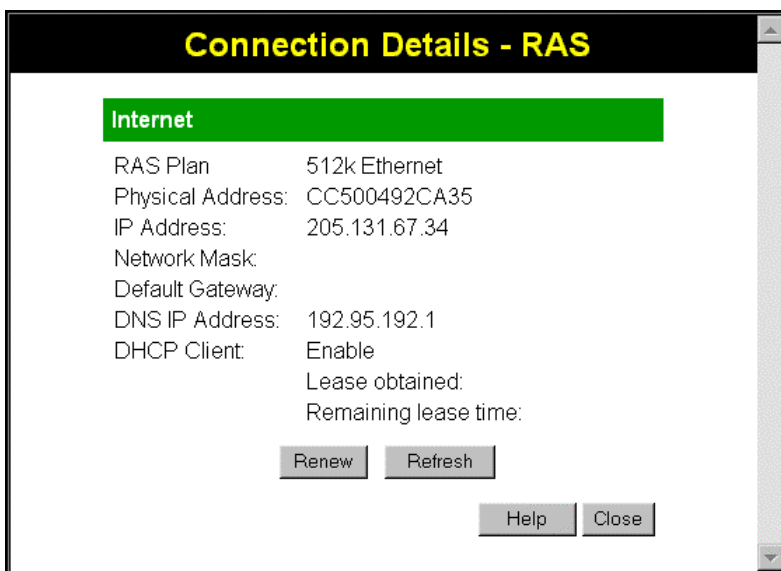 Connection Details - RAS
Internet
RAS Plan 512k Ethernet
Physical Address: CC500492CA35
IP Address: 205.131.67.34
Network Mask:
Default Gateway:
DNS IP Address: 192.95.192.1
DHCP Client: Enable
Lease obtained:
Remaining lease time:
Renew Refresh
Help Close